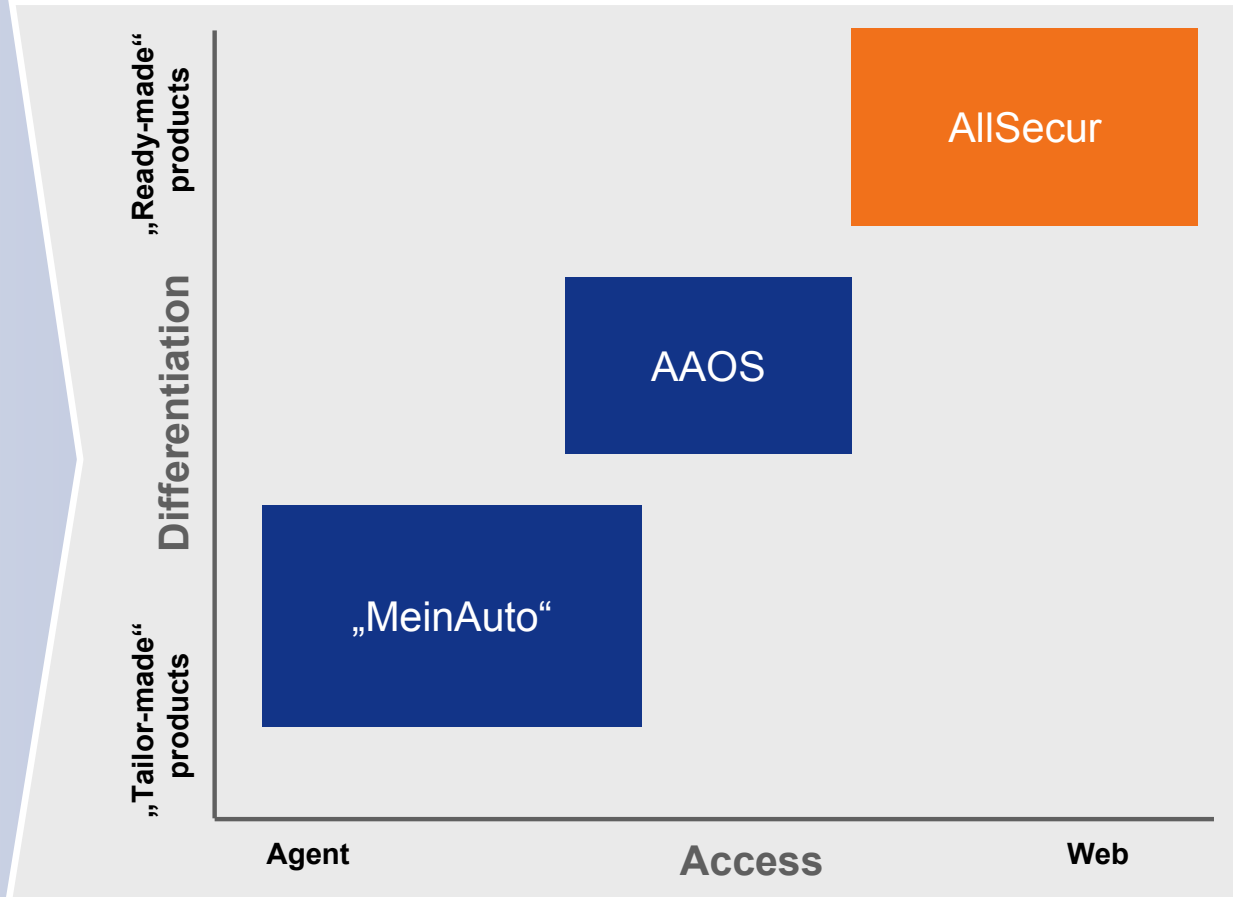 „Ready-made“
products
AllSecur
Differentiation
AAOS
„MeinAuto“
„Tailor-made“
products
Agent
Access
Web